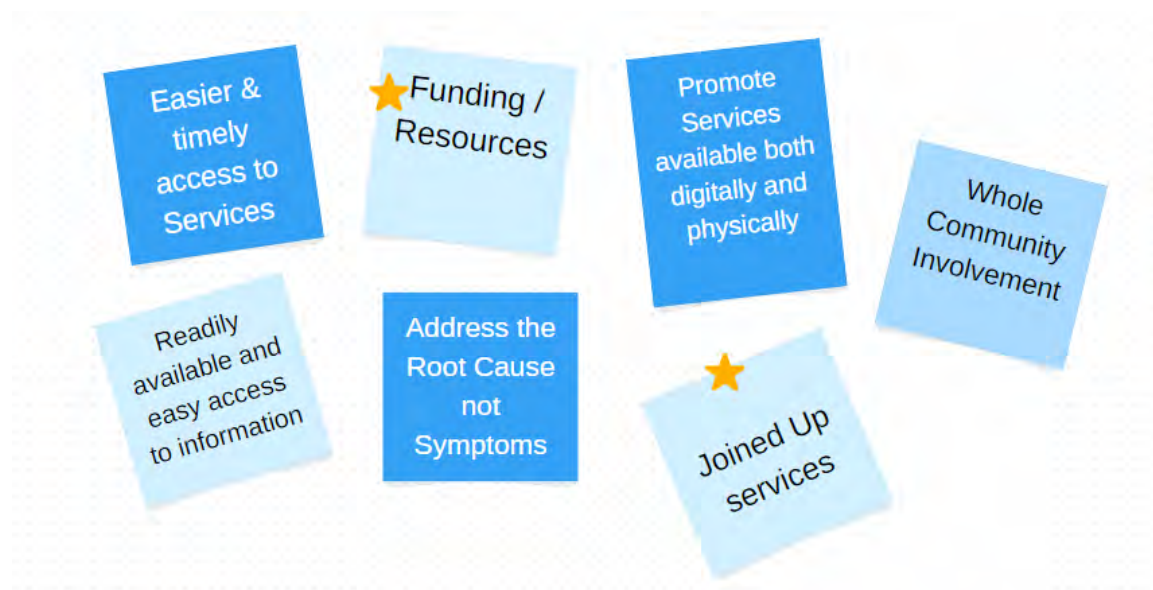 Easier &
timely
access to
Services
Funding /
Resources
Promote
Services
available both
digitally and
physically
Whole
Community
Involvement
Readily
available and
easy access
to information
Address the
Root Cause
not
Symptoms
Joined Up
services